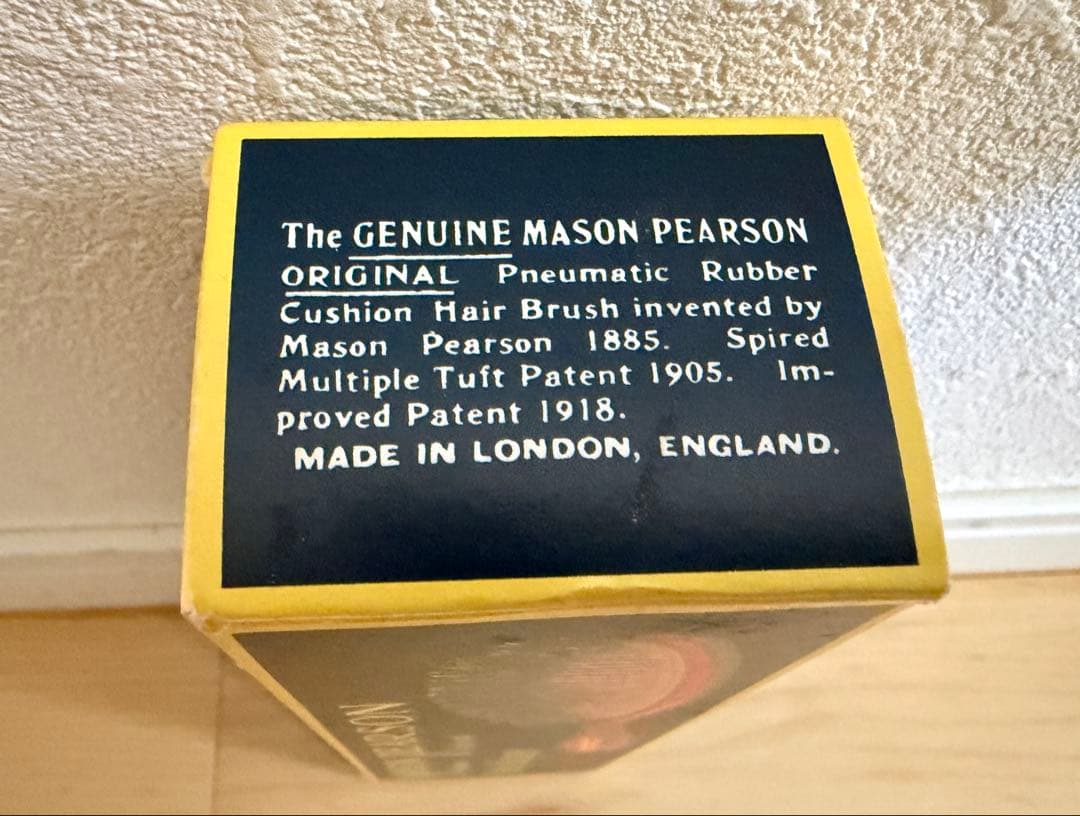 The GENUINE MASON PEARSON
ORIGINAL Pneumatic Rubber
Cushion Hair Brush invented by
Mason Pearson 1885. Spired
Multiple Tuft Patent 1905. Im-
proved Patent 1918.
MADE IN LONDON, ENGLAND.